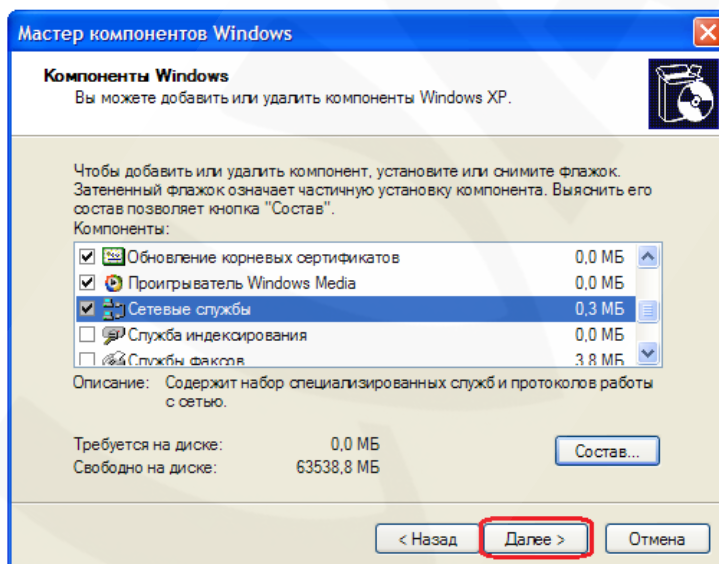 Мастер компонентов Windows
Компоненты Windows
Вы можете добавить или удалить компоненты Windows XP.
Чтобы добавить или удалить компонент, установите или снимите флажок.
Затененный флажок означает частичную установку компонента. Выяснить его
состав позволяет кнопка "Состав".
Компоненты:
Обновление корневых сертификатов 0,0 МБ
Проигрыватель Windows Media 0,0 МБ
Сетевые службы 0,3 МБ
Служба индексирования 0,0 МБ
Службы факсов 3,8 МБ
Описание: Содержит набор специализированных служб и протоколов работы
с сетью.
Требуется на диске: 0,0 МБ
Свободно на диске: 63538,8 МБ
Состав...
< Назад Далее > Отмена